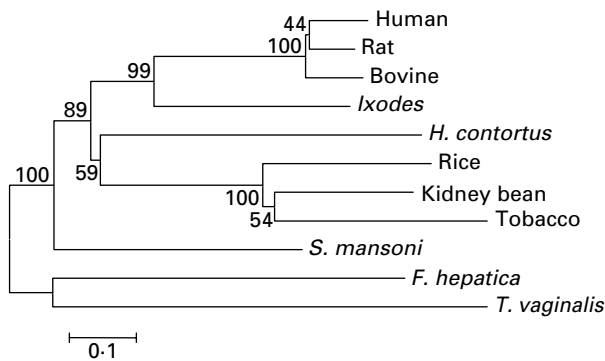 44
Human
100
Rat
99
Bovine
89
Ixodes
H. contortus
59
Rice
100
100
Kidney bean
54
Tobacco
S. mansoni
F. hepatica
T. vaginalis
0·1